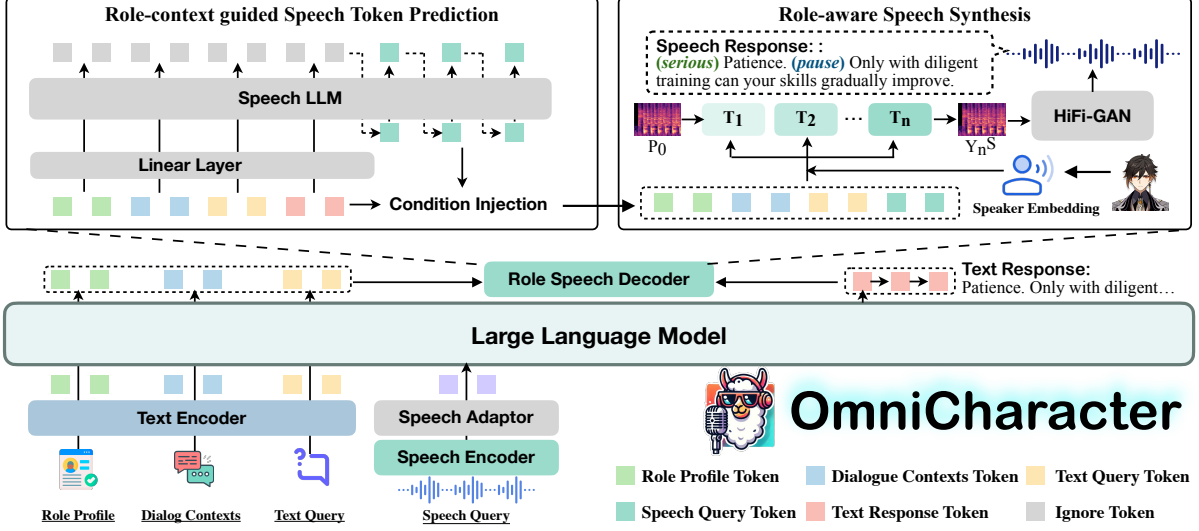 Role-context guided Speech Token Prediction
Speech LLM
Linear Layer
Condition Injection
Role-aware Speech Synthesis
Speech Response: :
(serious) Patience. (pause) Only with diligent
training can your skills gradually improve.
P0
T1
T2
...
Tn
YnS
HiFi-GAN
Speaker Embedding
Role Speech Decoder
Text Response:
Patience. Only with diligent...
Large Language Model
Text Encoder
Speech Adaptor
Speech Encoder
Role Profile
Dialog Contexts
Text Query
Speech Query
OmniCharacter
Role Profile Token
Dialogue Contexts Token
Text Query Token
Speech Query Token
Text Response Token
Ignore Token